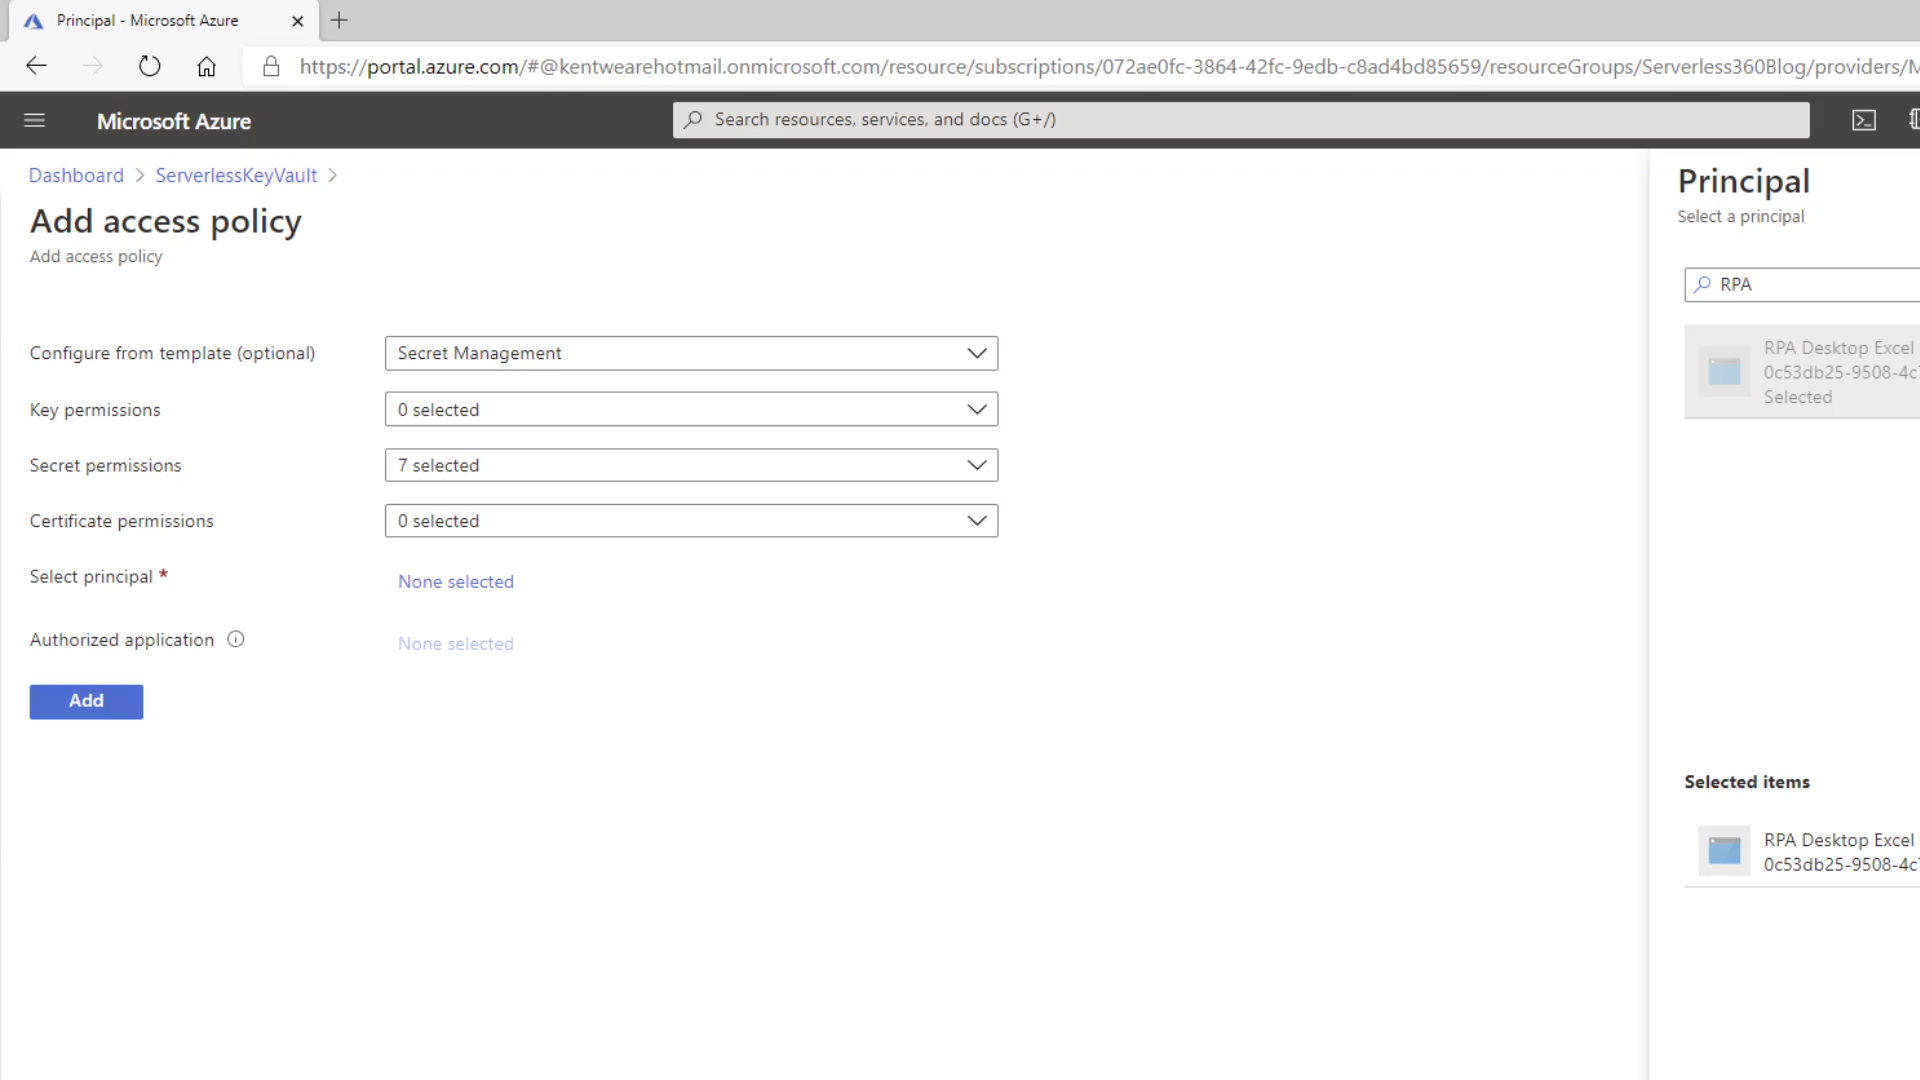 Principal - Microsoft Azure
https://portal.azure.com/#@kentwearehotmail.onmicrosoft.com/resource/subscriptions/072ae0fc-3864-42fc-9edb-c8ad4bd85659/resourceGroups/Serverless360Blog/providers/M
Microsoft Azure
Search resources, services, and docs (G+/)
Dashboard > ServerlessKeyVault >
Add access policy
Add access policy
Configure from template (optional)
Secret Management
Key permissions
0 selected
Secret permissions
7 selected
Certificate permissions
0 selected
Select principal *
None selected
Authorized application
None selected
Add
Principal
Select a principal
RPA
RPA Desktop Excel
0c53db25-9508-4c
Selected
Selected items
RPA Desktop Excel
0c53db25-9508-4c